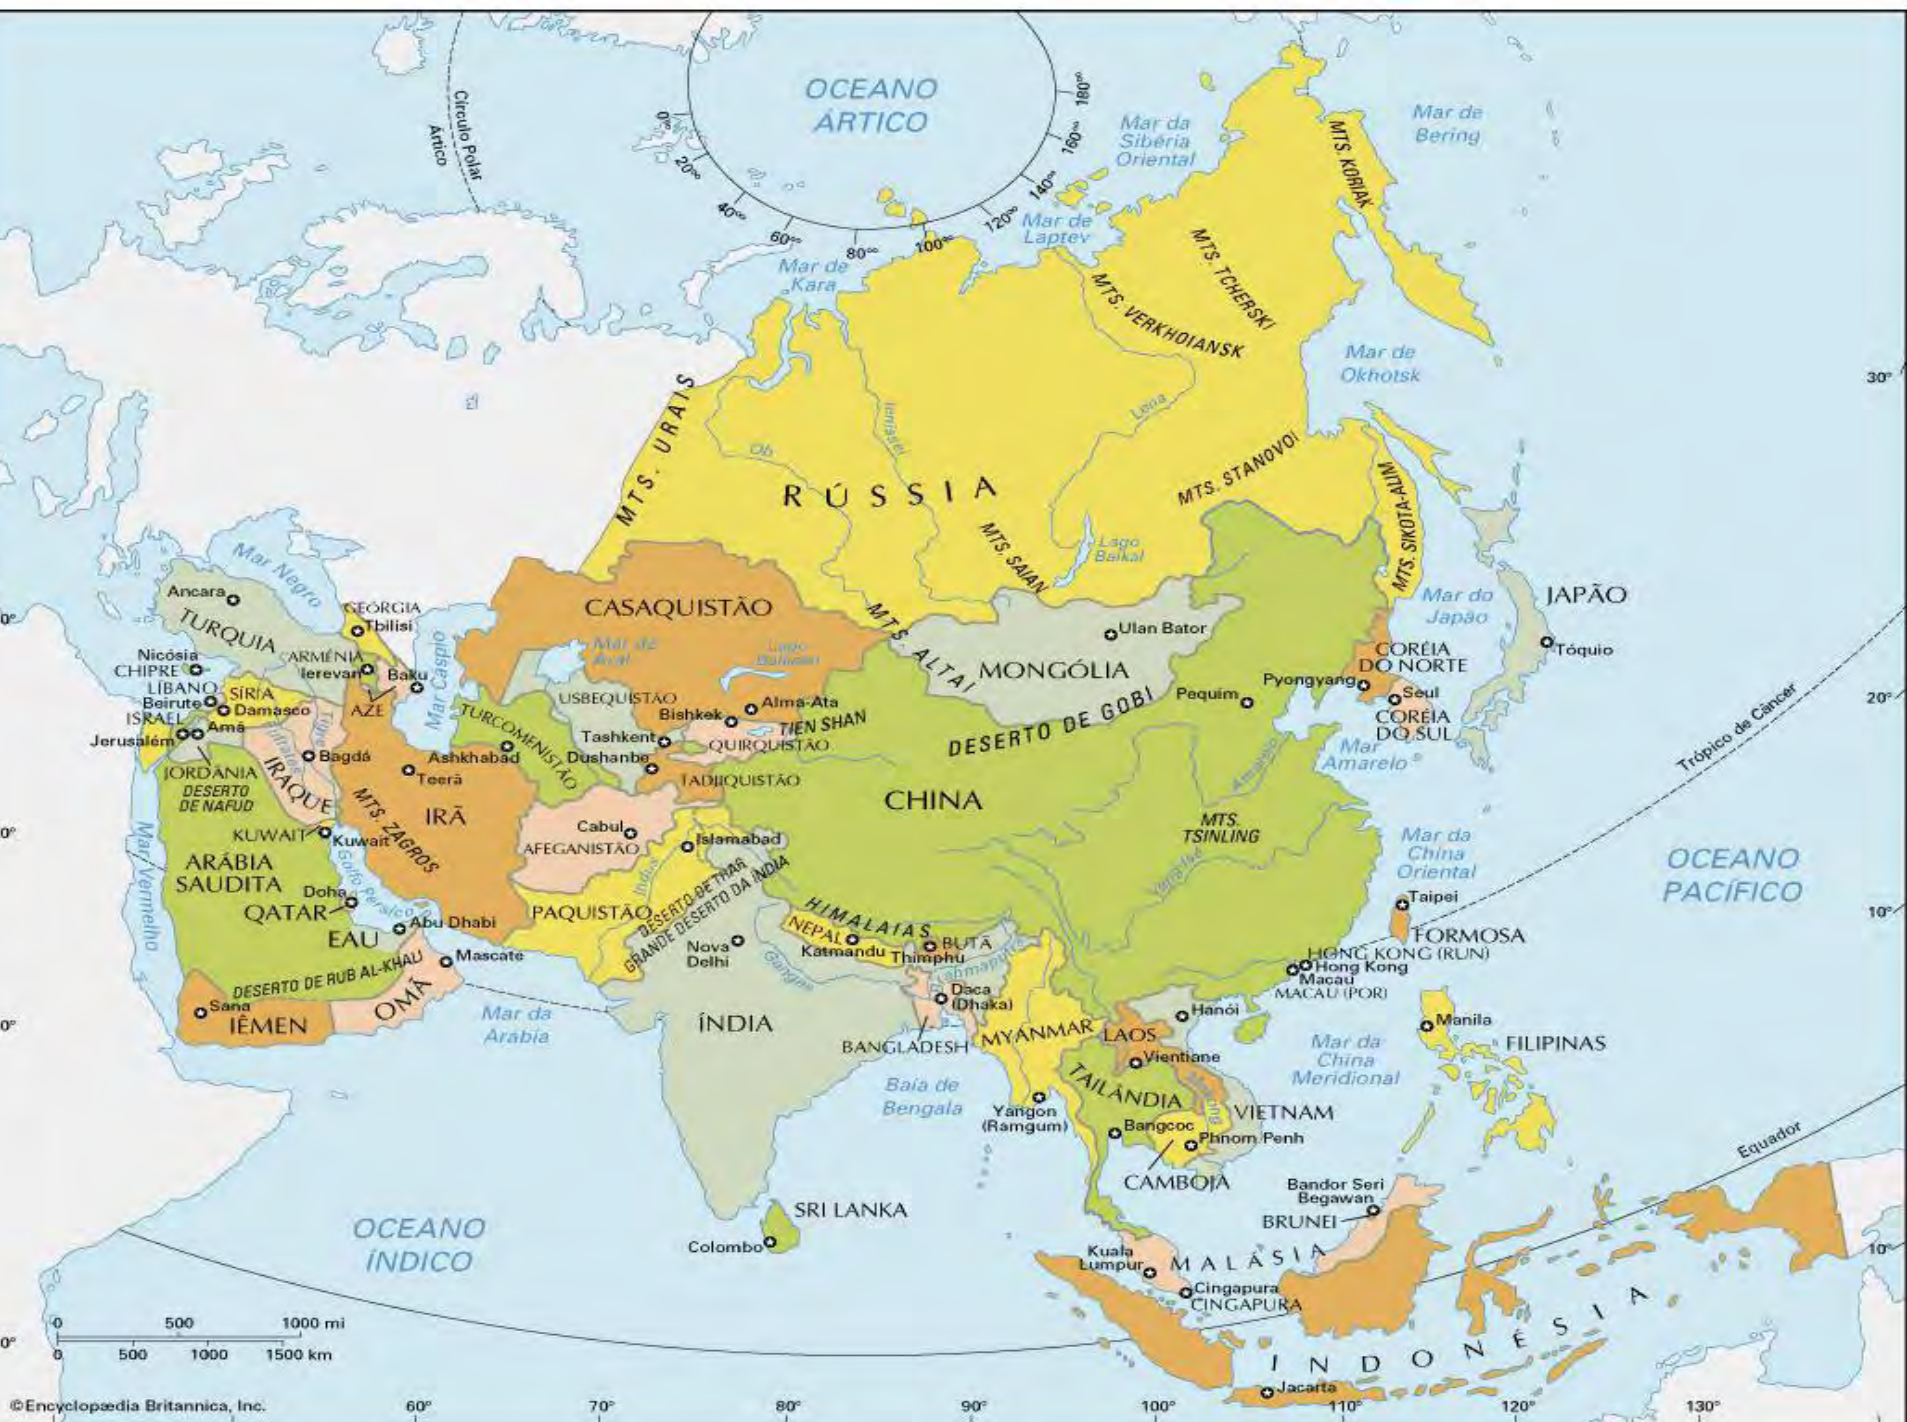 OCEANO
ÁRTICO
Círculo Polar
Ártico
0°
20°
40°
60°
80°
100°
120°
140°
160°
180°
Mar da
Sibéria
Oriental
Mar de
Bering
Mar de
Laptev
Mar de
Kara
MTS. KORIAK
MTS. TCHERSKI
MTS. VERKHOIANSK
Mar de
Okhotsk
30°
MTS. URAIS
Ob
Ienissei
Lena
RÚSSIA
MTS. STANOVOI
MTS. SIKOTA-ALIM
MTS. SAIAN
Lago
Baikal
Mar Negro
Ancara
TURQUIA
GEÓRGIA
Tbilisi
Nicósia
CHIPRE
ARMÊNIA
Ierevan
Baku
AZE
LÍBANO
Beirute
SÍRIA
Damasco
ISRAEL
Amã
Jerusalém
JORDÂNIA
DESERTO
DE NAFUD
Tigre
Eufrates
IRAQUE
Bagdá
Mar Cáspio
CASAQUISTÃO
Mar de
Aral
Lago
Balkhash
MTS. ALTAI
MONGÓLIA
Ulan Bator
Mar do
Japão
JAPÃO
Tóquio
CORÉIA
DO NORTE
Pyongyang
Seul
CORÉIA
DO SUL
Pequim
DESERTO DE GOBI
USBEQUISTÃO
Alma-Ata
Bishkek
TIEN SHAN
TURCOMENISTÃO
Tashkent
QUIRQUISTÃO
Ashkhabad
Dushanbe
TADJIQUISTÃO
Teerã
IRÃ
MTS. ZAGROS
CHINA
Amarelo
Mar
Amarelo
MTS.
TSINLING
Yang-tsé
20°
Trópico de Câncer
KUWAIT
Kuwait
Cabul
AFEGANISTÃO
Islamabad
Indus
DESERTO DE THAR
GRANDE DESERTO DA ÍNDIA
Mar Vermelho
ARÁBIA
SAUDITA
Golfo Pérsico
Doha
QATAR
EAU
Abu Dhabi
Mascate
PAQUISTÃO
Nova
Delhi
HIMALAIAS
NEPAL
Katmandu
BUTÃ
Thimphu
Ganges
Brahmaputra
Mar da
China
Oriental
OCEANO
PACÍFICO
10°
Taipei
FORMOSA
HONG KONG (RUN)
Hong Kong
Macau
MACAU (POR)
DESERTO DE RUB AL-KHALI
OMÃ
Sana
IÊMEN
Mar da
Arabia
ÍNDIA
Daca
(Dhaka)
BANGLADESH
MYANMAR
LAOS
Hanói
Vientiane
Manila
FILIPINAS
Mar da
China
Meridional
Baía de
Bengala
Yangon
(Ramgum)
TAILÂNDIA
Mekong
VIETNAM
Bangcoc
Phnom Penh
CAMBOJA
Equador
Bandor Seri
Begawan
BRUNEI
SRI LANKA
Colombo
OCEANO
ÍNDICO
Kuala
Lumpur
MALÁSIA
Cingapura
CINGAPURA
10°
INDONÉSIA
Jacarta
0 500 1000 mi
0 500 1000 1500 km
©Encyclopædia Britannica, Inc.
60° 70° 80° 90° 100° 110° 120° 130°